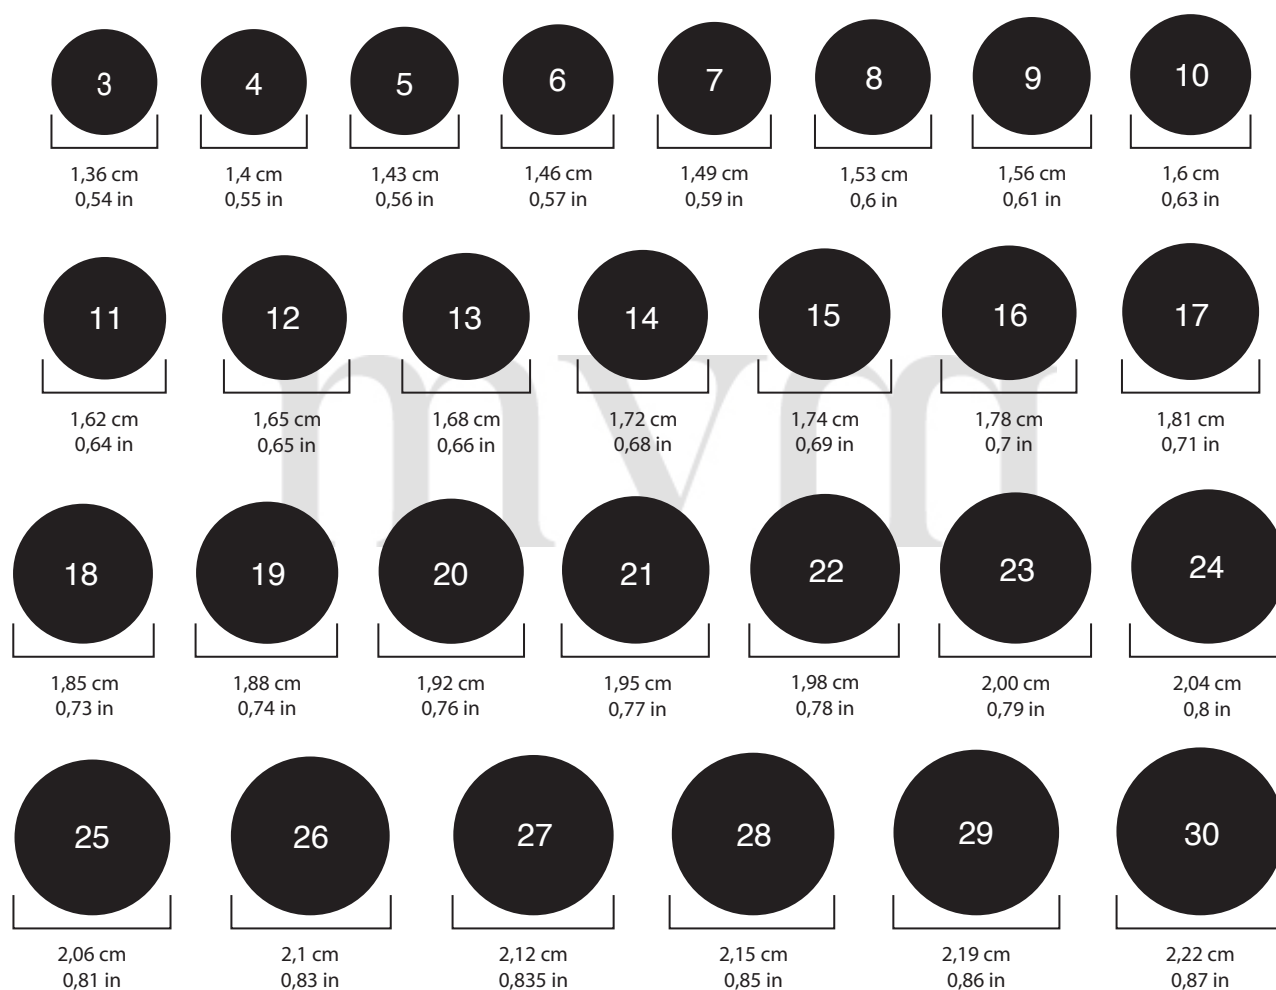 3 4 5 6 7 8 9 10
1,36 cm 1,4 cm 1,43 cm 1,46 cm 1,49 cm 1,53 cm 1,56 cm 1,6 cm
0,54 in 0,55 in 0,56 in 0,57 in 0,59 in 0,6 in 0,61 in 0,63 in
11 12 13 14 15 16 17
1,62 cm 1,65 cm 1,68 cm 1,72 cm 1,74 cm 1,78 cm 1,81 cm
0,64 in 0,65 in 0,66 in 0,68 in 0,69 in 0,7 in 0,71 in
mvm
18 19 20 21 22 23 24
1,85 cm 1,88 cm 1,92 cm 1,95 cm 1,98 cm 2,00 cm 2,04 cm
0,73 in 0,74 in 0,76 in 0,77 in 0,78 in 0,79 in 0,8 in
25 26 27 28 29 30
2,06 cm 2,1 cm 2,12 cm 2,15 cm 2,19 cm 2,22 cm
0,81 in 0,83 in 0,835 in 0,85 in 0,86 in 0,87 in